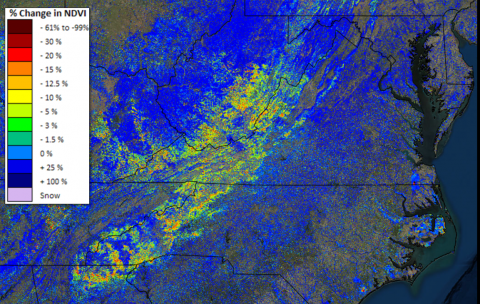 % Change in NDVI
- 61% to -99%
- 30 %
- 20 %
- 15 %
- 12.5 %
- 10 %
- 5 %
- 3 %
- 1.5 %
0 %
+ 25 %
+ 100 %
Snow